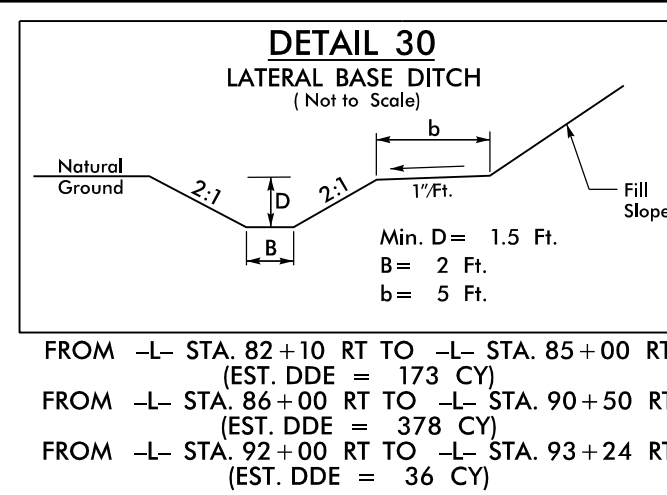 DETAIL 30
LATERAL BASE DITCH
( Not to Scale)
b
Natural
Ground
2:1
D
2:1
1"/Ft.
Fill
Slope
B
Min. D = 1.5 Ft.
B = 2 Ft.
b = 5 Ft.
FROM -L- STA. 82+10 RT TO -L- STA. 85+00 RT
(EST. DDE = 173 CY)
FROM -L- STA. 86+00 RT TO -L- STA. 90+50 RT
(EST. DDE = 378 CY)
FROM -L- STA. 92+00 RT TO -L- STA. 93+24 RT
(EST. DDE = 36 CY)